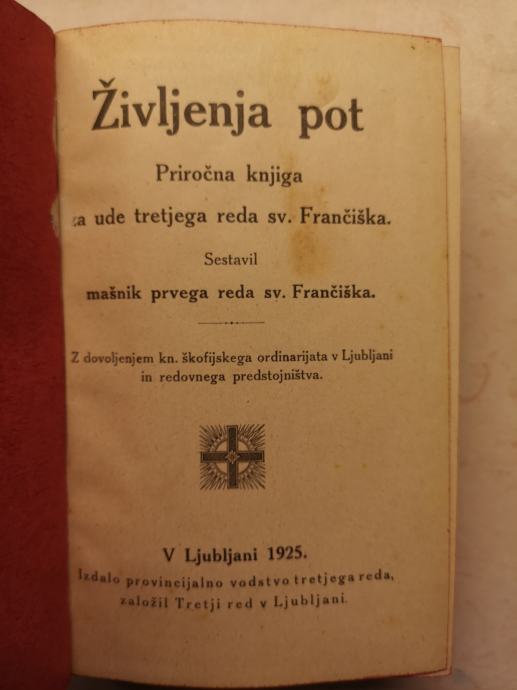 Življenja pot
Priročna knjiga
za ude tretjega reda sv. Frančiška.
Sestavil
mašnik prvega reda sv. Frančiška.
Z dovoljenjem kn. škofijskega ordinarijata v Ljubljani
in redovnega predstojništva.
V Ljubljani 1925.
Izdalo provincijalno vodstvo tretjega reda,
založil Tretji red v Ljubljani.